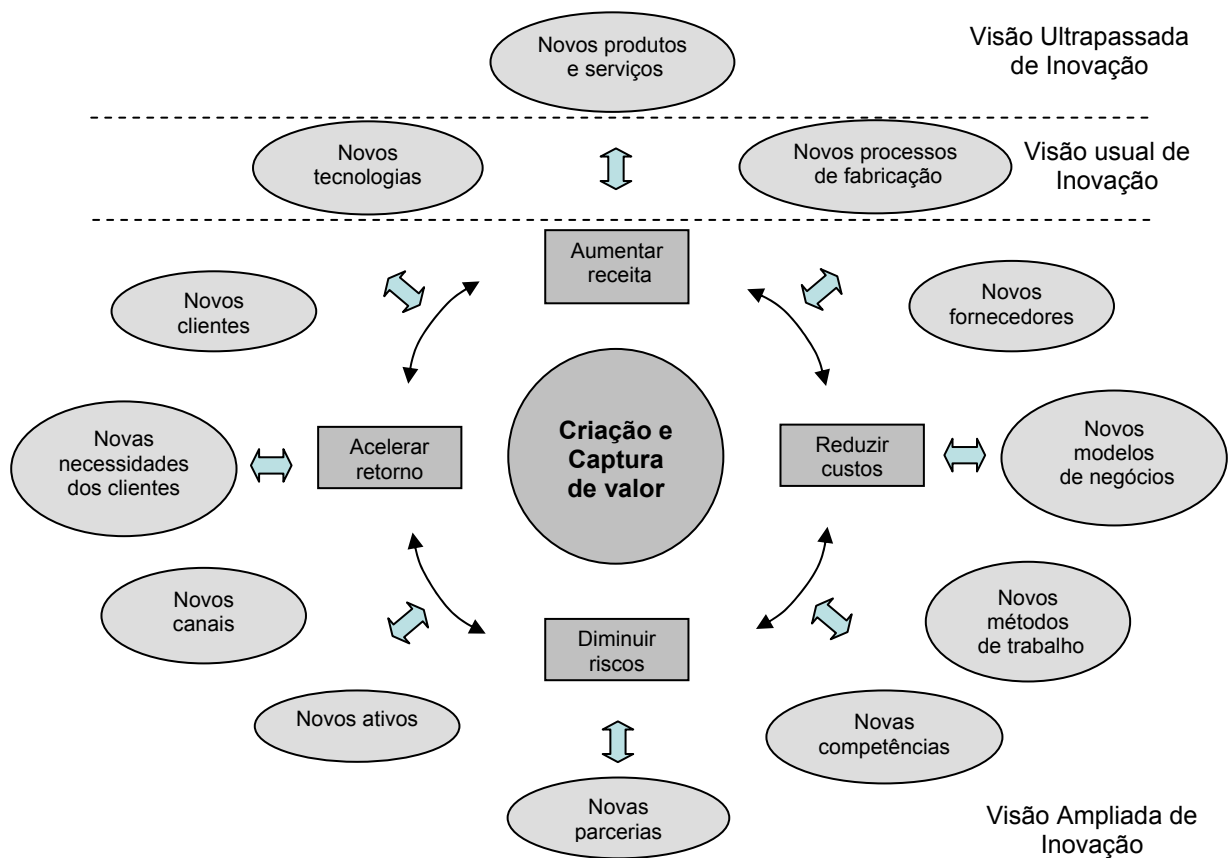 Novos produtos
e serviços
Visão Ultrapassada
de Inovação
Novos
tecnologias
Novos processos
de fabricação
Visão usual de
Inovação
Aumentar
receita
Novos
clientes
Novos
fornecedores
Novas
necessidades
dos clientes
Acelerar
retorno
Criação e
Captura
de valor
Reduzir
custos
Novos
modelos
de negócios
Novos
canais
Novos
métodos
de trabalho
Diminuir
riscos
Novos ativos
Novas
competências
Novas
parcerias
Visão Ampliada de
Inovação